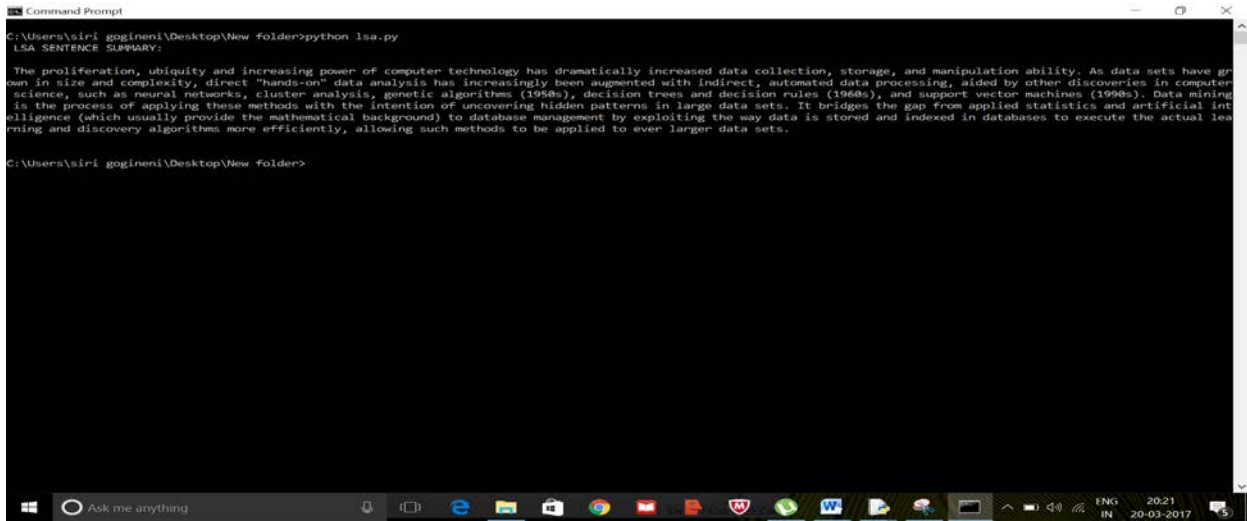 Command Prompt
C:\Users\siri gogineni\Desktop\New folder>python lsa.py
LSA SENTENCE SUMMARY:
The proliferation, ubiquity and increasing power of computer technology has dramatically increased data collection, storage, and manipulation ability. As data sets have gr
own in size and complexity, direct "hands-on" data analysis has increasingly been augmented with indirect, automated data processing, aided by other discoveries in computer
science, such as neural networks, cluster analysis, genetic algorithms (1950s), decision trees and decision rules (1960s), and support vector machines (1990s). Data mining
is the process of applying these methods with the intention of uncovering hidden patterns in large data sets. It bridges the gap from applied statistics and artificial int
elligence (which usually provide the mathematical background) to database management by exploiting the way data is stored and indexed in databases to execute the actual lea
rning and discovery algorithms more efficiently, allowing such methods to be applied to ever larger data sets.
C:\Users\siri gogineni\Desktop\New folder>
Ask me anything
ENG 20:21
IN 20-03-2017
5